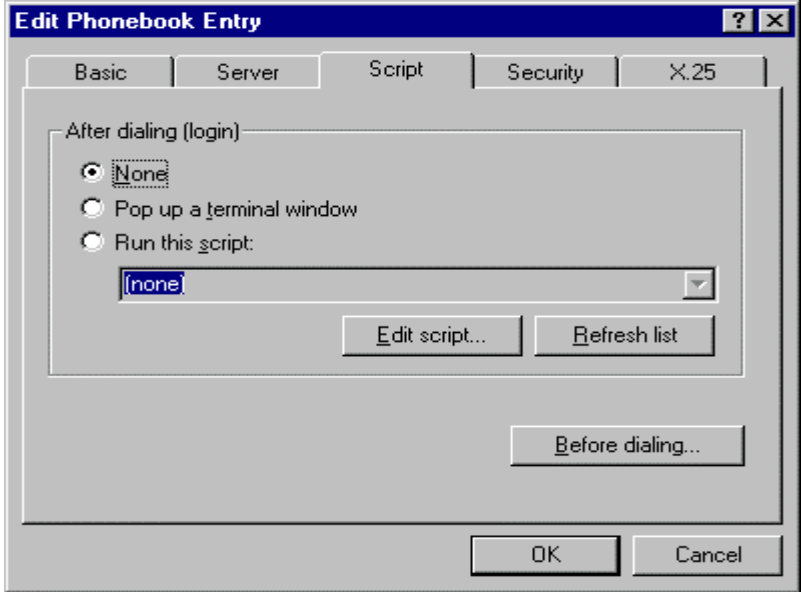 Edit Phonebook Entry
Basic Server Script Security X.25
After dialing (login)
None
Pop up a terminal window
Run this script:
(none)
Edit script... Refresh list
Before dialing...
OK Cancel